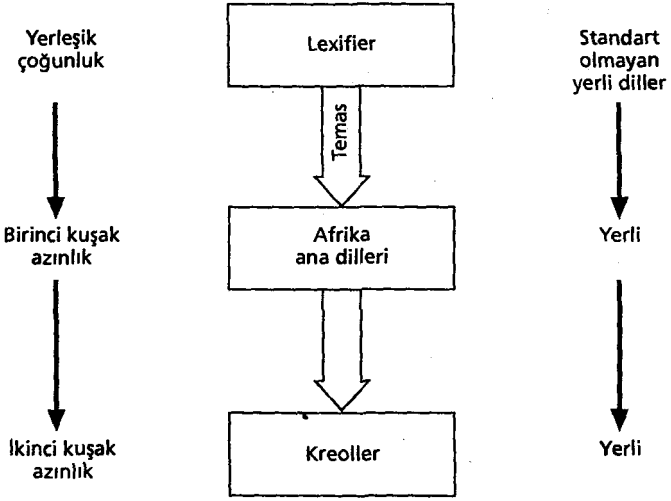 Yerleşik
çoğunluk
Lexifier
Standart
olmayan
yerli diller
Temas
Birinci kuşak
azınlık
Afrika
ana dilleri
Yerli
İkinci kuşak
azınlık
Kreoller
Yerli